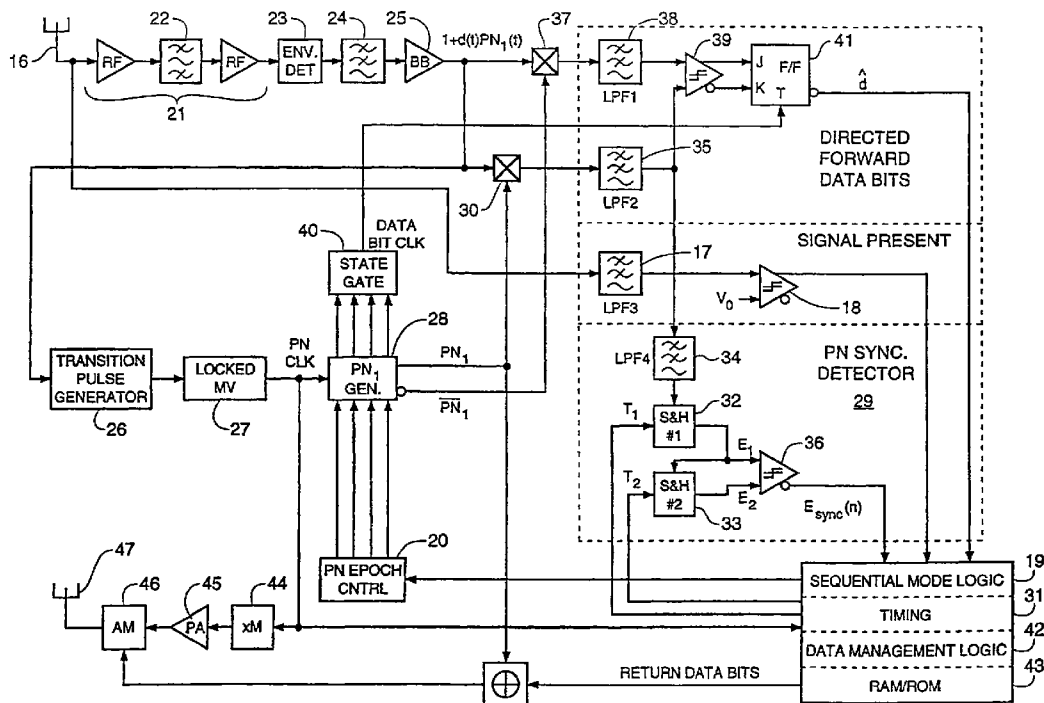 16
RF
22
RF
21
23
ENV.
DET
24
25
BB
1+d(t)PN₁(t)
37
38
LPF1
39
41
J
F/F
K
T
d̂
DIRECTED
FORWARD
DATA BITS
30
35
LPF2
DATA
BIT CLK
40
STATE
GATE
17
LPF3
SIGNAL PRESENT
V₀
18
TRANSITION
PULSE
GENERATOR
26
LOCKED
MV
27
PN
CLK
28
PN₁
GEN.
PN₁
P̅N̅₁
LPF4
34
PN SYNC.
DETECTOR
29
T₁
S&H
#1
32
E₁
36
T₂
S&H
#2
33
E₂
Esync(n)
20
PN EPOCH
CNTRL
SEQUENTIAL MODE LOGIC
19
TIMING
31
DATA MANAGEMENT LOGIC
42
RAM/ROM
43
47
46
AM
45
PA
44
xM
RETURN DATA BITS